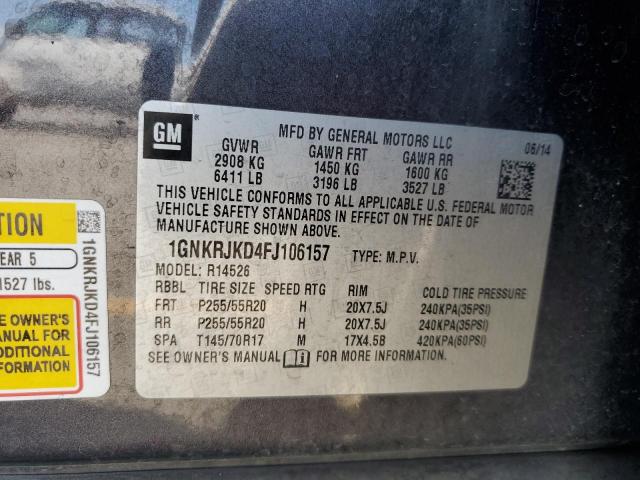 GM
MFD BY GENERAL MOTORS LLC 06/14
GVWR GAWR FRT GAWR RR
2908 KG 1450 KG 1600 KG
6411 LB 3196 LB 3527 LB
THIS VEHICLE CONFORMS TO ALL APPLICABLE U.S. FEDERAL MOTOR
VEHICLE SAFETY STANDARDS IN EFFECT ON THE DATE OF
MANUFACTURE SHOWN ABOVE.
1GNKRJKD4FJ106157 TYPE: M.P.V.
MODEL: R14526
RBBL TIRE SIZE SPEED RTG RIM COLD TIRE PRESSURE
FRT P255/55R20 H 20X7.5J 240KPA(35PSI)
RR P255/55R20 H 20X7.5J 240KPA(35PSI)
SPA T145/70R17 M 17X4.5B 420KPA(60PSI)
SEE OWNER'S MANUAL FOR MORE INFORMATION
TION
EAR 5
1527 lbs.
E OWNER'S
MANUAL FOR
ADDITIONAL
FORMATION
1GNKRJKD4FJ106157